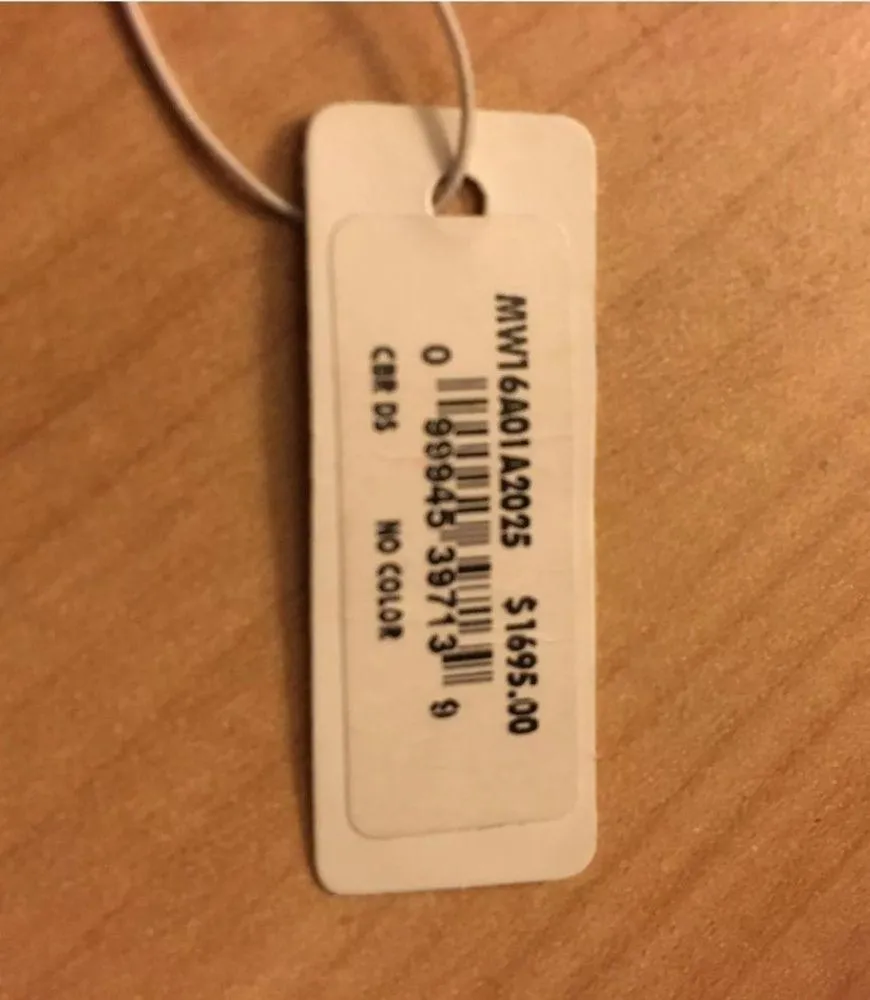 MW16A01A2025 $1695.00
0 99945 39713 9
CBR DS NO COLOR